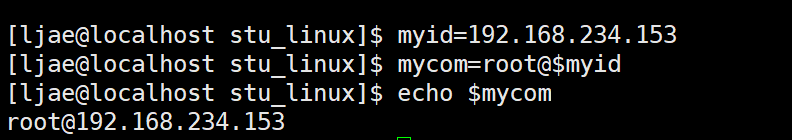 [ljae@localhost stu_linux]$ myid=192.168.234.153
[ljae@localhost stu_linux]$ mycom=root@$myid
[ljae@localhost stu_linux]$ echo $mycom
root@192.168.234.153